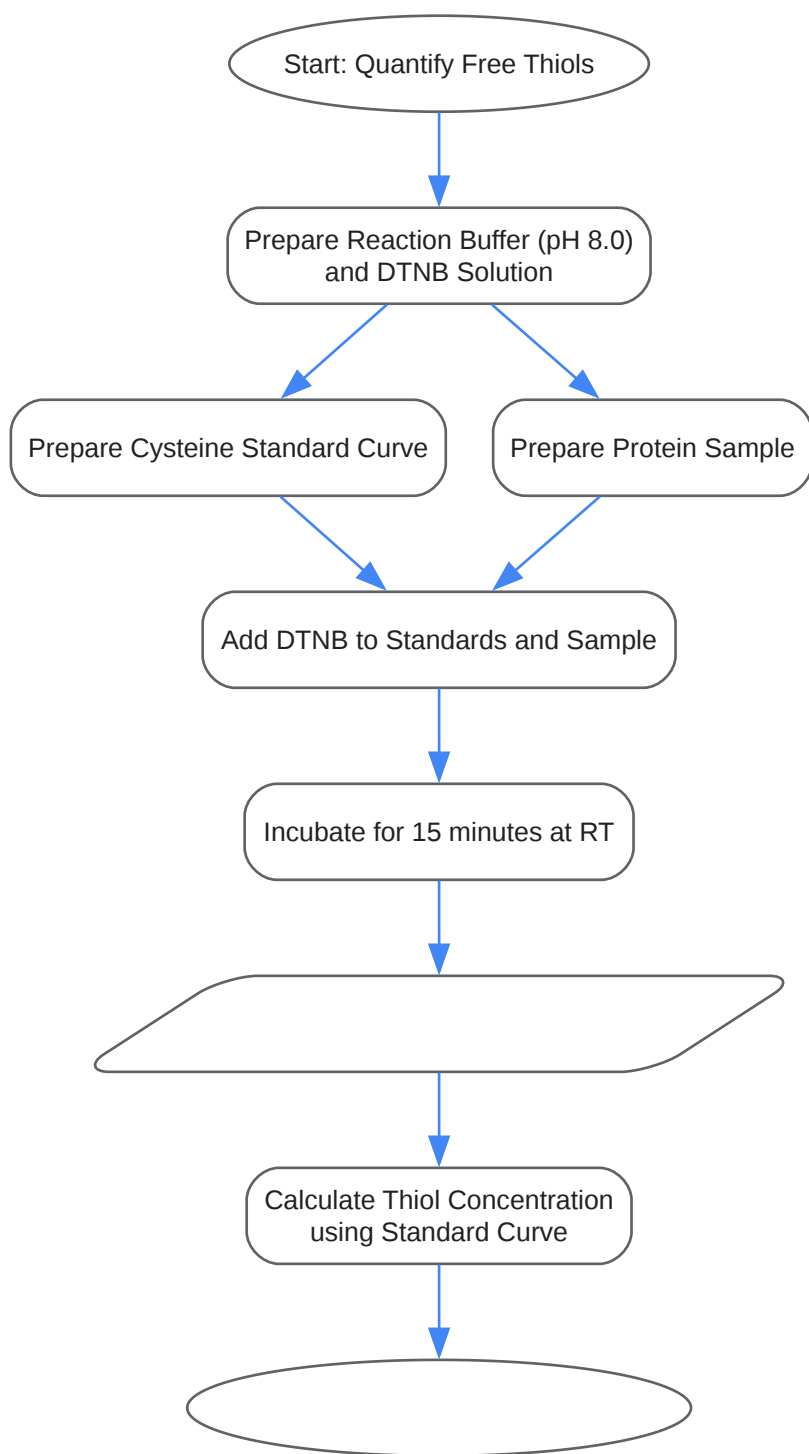 Start: Quantify Free Thiols
Prepare Reaction Buffer (pH 8.0)
and DTNB Solution
Prepare Cysteine Standard Curve
Prepare Protein Sample
Add DTNB to Standards and Sample
Incubate for 15 minutes at RT
Calculate Thiol Concentration
using Standard Curve